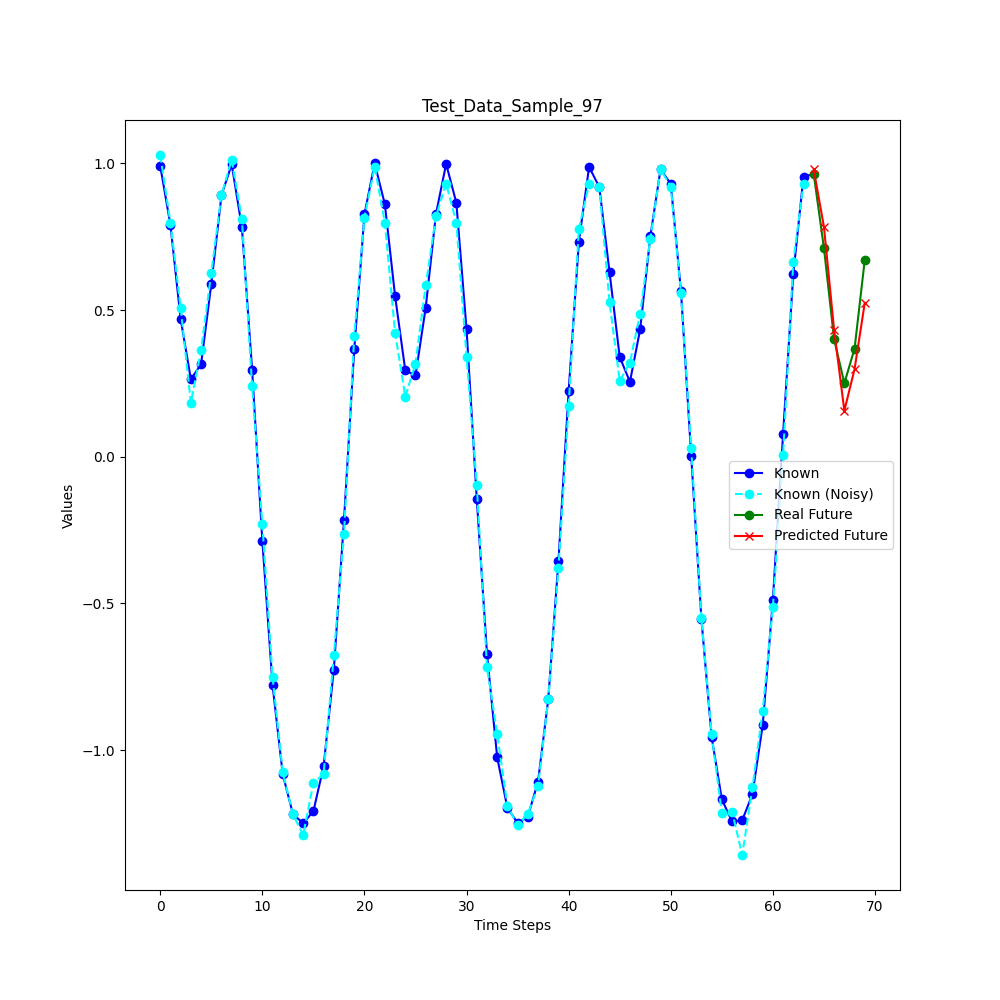 Test_Data_Sample_97
Values
1.0
0.5
0.0
−0.5
−1.0
Known
Known (Noisy)
Real Future
Predicted Future
0 10 20 30 40 50 60 70
Time Steps